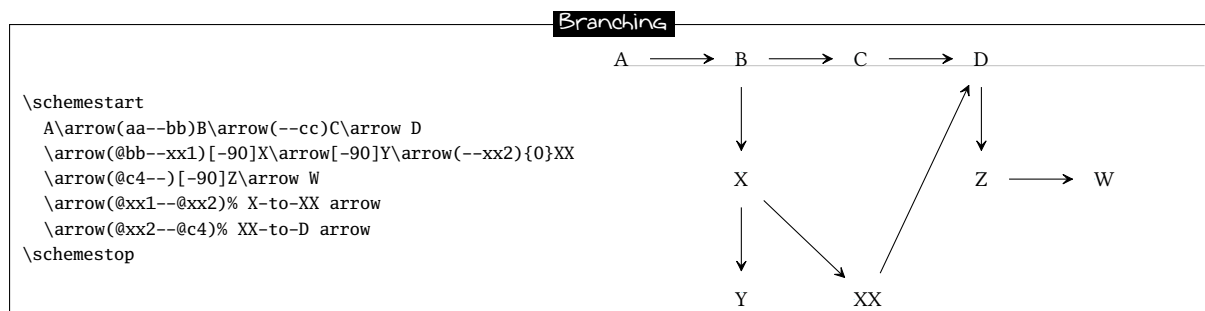 Branching
\schemestart
A\arrow(aa--bb)B\arrow(--cc)C\arrow D
\arrow(@bb--xx1)[-90]X\arrow[-90]Y\arrow(--xx2){0}XX
\arrow(@c4--)[-90]Z\arrow W
\arrow(@xx1--@xx2)% X-to-XX arrow
\arrow(@xx2--@c4)% XX-to-D arrow
\schemestop
A B C D
X Z W
Y XX